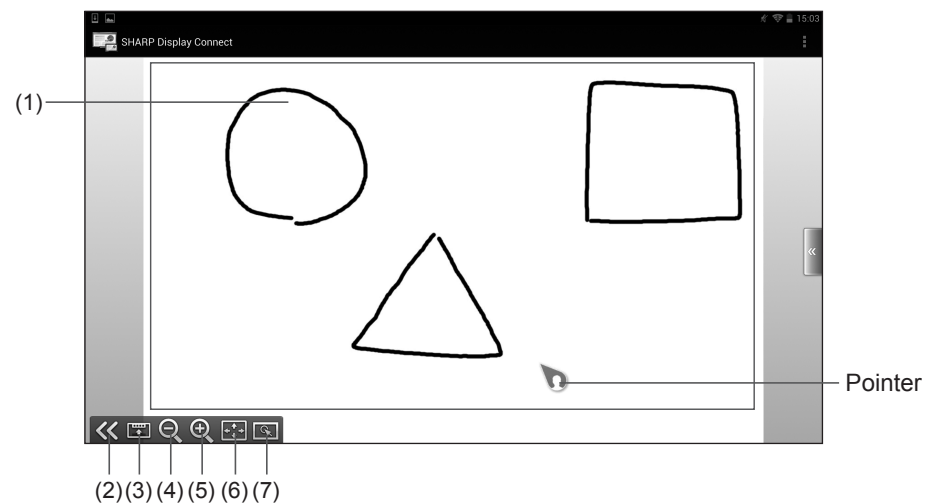 15:03
SHARP Display Connect
(1)
Pointer
(2) (3) (4) (5) (6) (7)